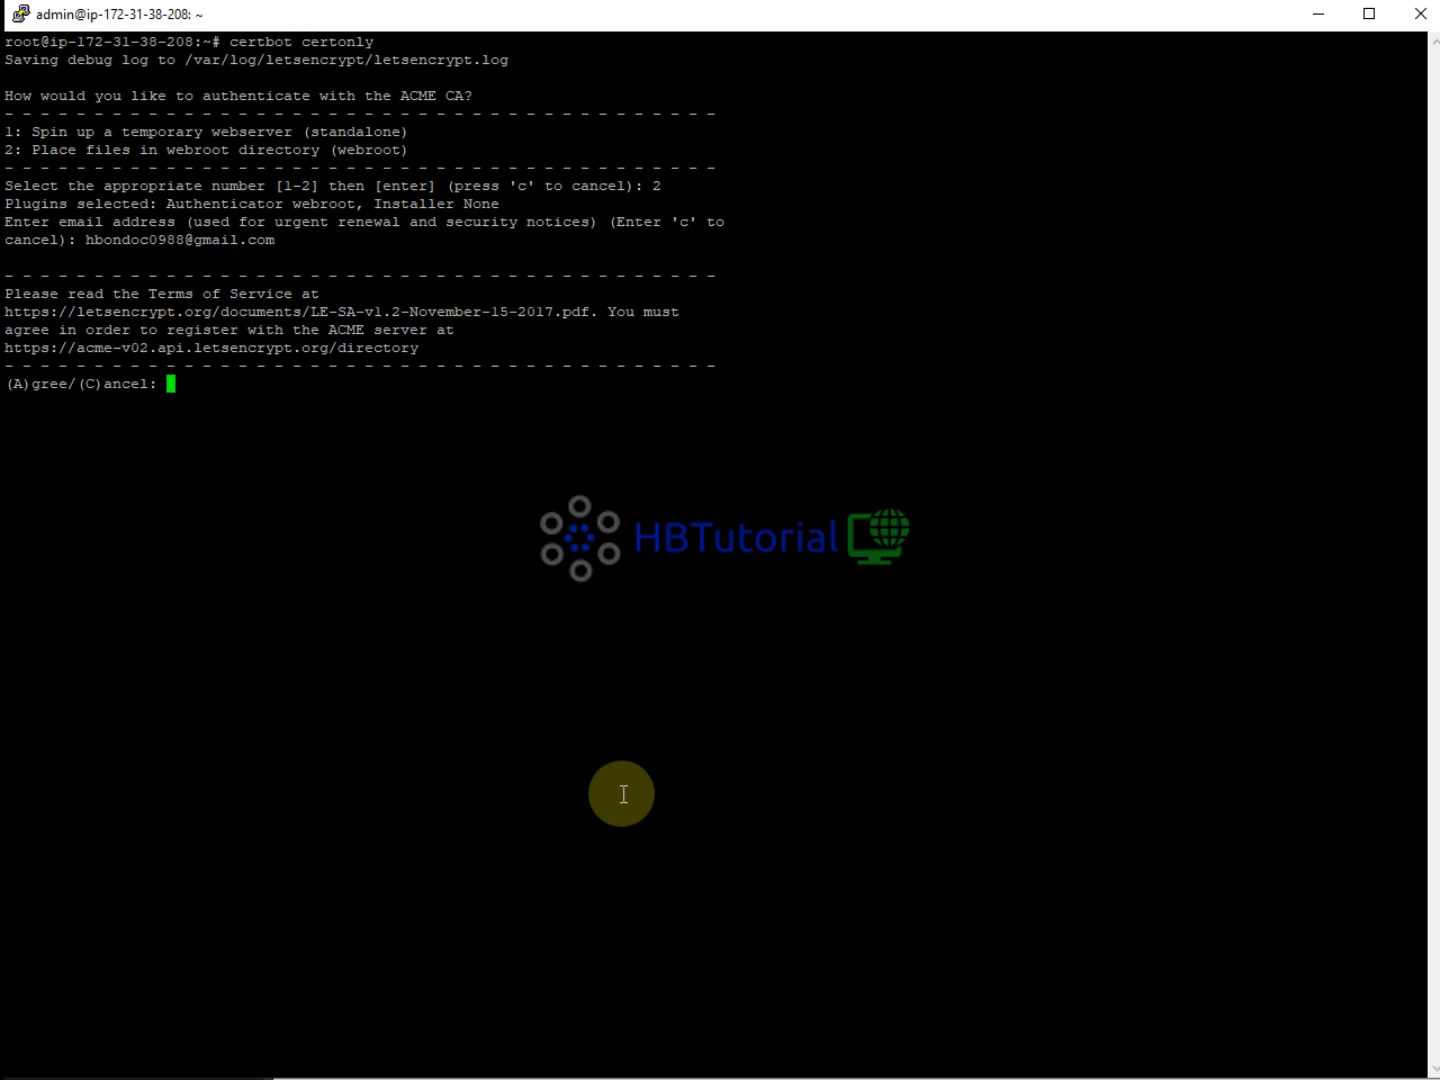 admin@ip-172-31-38-208: ~
root@ip-172-31-38-208:~# certbot certonly
Saving debug log to /var/log/letsencrypt/letsencrypt.log
How would you like to authenticate with the ACME CA?
- - - - - - - - - - - - - - - - - - - - - - - - - - - - - - - - - - - - - - - -
1: Spin up a temporary webserver (standalone)
2: Place files in webroot directory (webroot)
- - - - - - - - - - - - - - - - - - - - - - - - - - - - - - - - - - - - - - - -
Select the appropriate number [1-2] then [enter] (press 'c' to cancel): 2
Plugins selected: Authenticator webroot, Installer None
Enter email address (used for urgent renewal and security notices) (Enter 'c' to
cancel): hbondoc0988@gmail.com
- - - - - - - - - - - - - - - - - - - - - - - - - - - - - - - - - - - - - - - -
Please read the Terms of Service at
https://letsencrypt.org/documents/LE-SA-v1.2-November-15-2017.pdf. You must
agree in order to register with the ACME server at
https://acme-v02.api.letsencrypt.org/directory
- - - - - - - - - - - - - - - - - - - - - - - - - - - - - - - - - - - - - - - -
(A)gree/(C)ancel:
HBTutorial